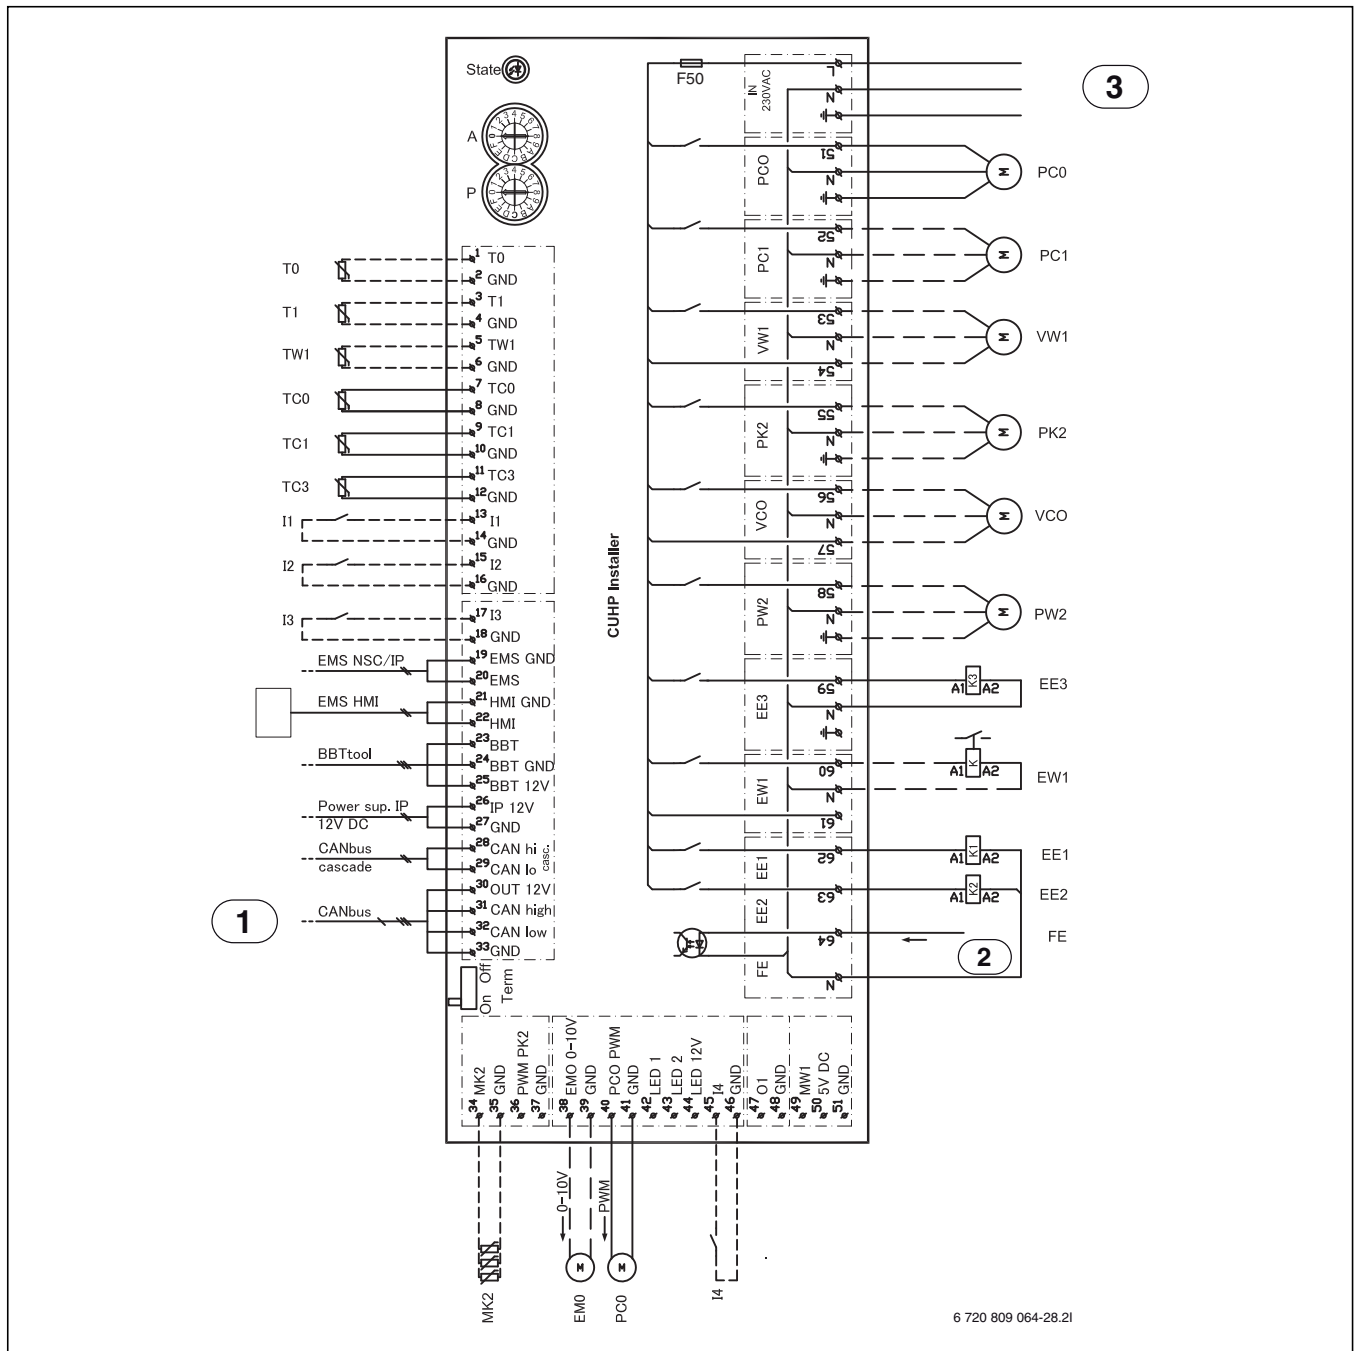 State
A
P
F50
IN
230VAC
L
N
3
PCO
51
N
M
PC0
PC1
52
N
M
PC1
VW1
53
N
54
M
VW1
PK2
55
N
M
PK2
VCO
56
N
57
M
VCO
PW2
58
N
M
PW2
EE3
59
N
A1 K3 A2
EE3
EW1
60
N
61
A1 K A2
EW1
EE1
62
A1 K1 A2
EE1
EE2
63
A1 K2 A2
EE2
FE
64
N
FE
2
CUHP Installer
T0
1 T0
2 GND
T1
3 T1
4 GND
TW1
5 TW1
6 GND
TC0
7 TC0
8 GND
TC1
9 TC1
10 GND
TC3
11 TC3
12 GND
I1
13 I1
14 GND
I2
15 I2
16 GND
I3
17 I3
18 GND
EMS NSC/IP
19 EMS GND
20 EMS
EMS HMI
21 HMI GND
22 HMI
BBTtool
23 BBT
24 BBT GND
25 BBT 12V
Power sup. IP
12V DC
26 IP 12V
27 GND
CANbus
cascade
28 CAN hi
29 CAN lo
casc.
1
CANbus
30 OUT 12V
31 CAN high
32 CAN low
33 GND
On Off
Term
34 MK2
35 GND
36 PWM PK2
37 GND
38 EMO 0-10V
39 GND
40 PCO PWM
41 GND
42 LED 1
43 LED 2
44 LED 12V
45 I4
46 GND
47 O1
48 GND
49 MW1
50 5V DC
51 GND
0-10V
PWM
M
M
MK2
EM0
PC0
I4
6 720 809 064-28.2I